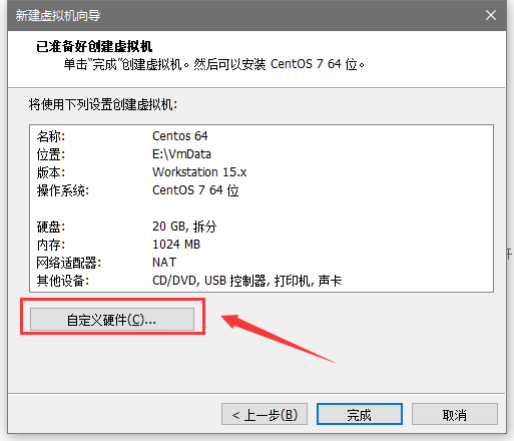 新建虚拟机向导
已准备好创建虚拟机
单击“完成”创建虚拟机。然后可以安装 CentOS 7 64 位。
将使用下列设置创建虚拟机:
名称: Centos 64
位置: E:\VmData
版本: Workstation 15.x
操作系统: CentOS 7 64 位
硬盘: 20 GB, 拆分
内存: 1024 MB
网络适配器: NAT
其他设备: CD/DVD, USB 控制器, 打印机, 声卡
自定义硬件(C)...
< 上一步(B) 完成 取消